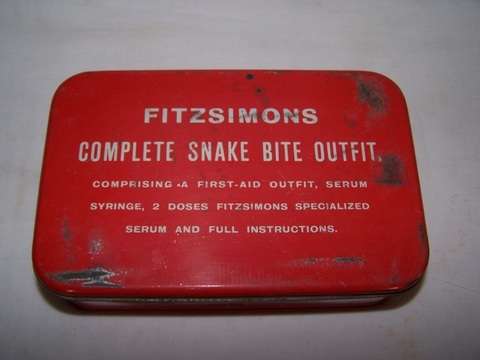 FITZSIMONS
COMPLETE SNAKE BITE OUTFIT.
COMPRISING A FIRST-AID OUTFIT, SERUM
SYRINGE, 2 DOSES FITZSIMONS SPECIALIZED
SERUM AND FULL INSTRUCTIONS.